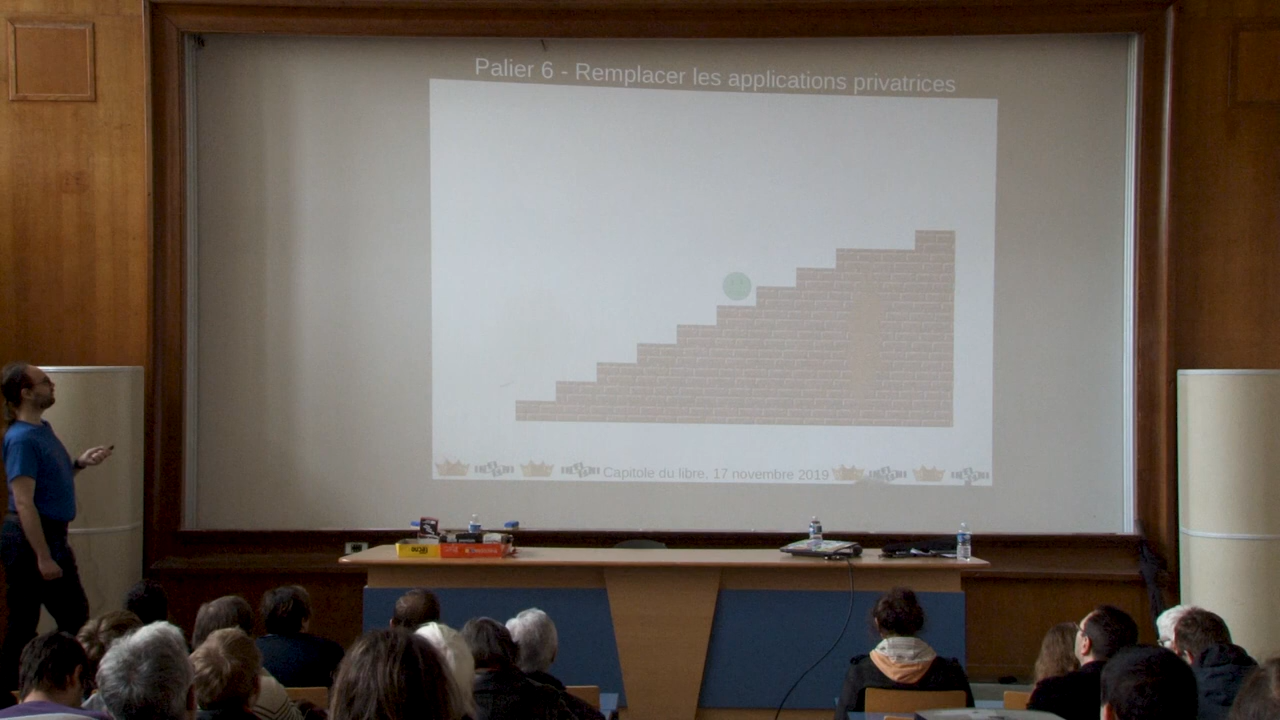 Palier 6 - Remplacer les applications privatrices
Capitole du libre, 17 novembre 2019